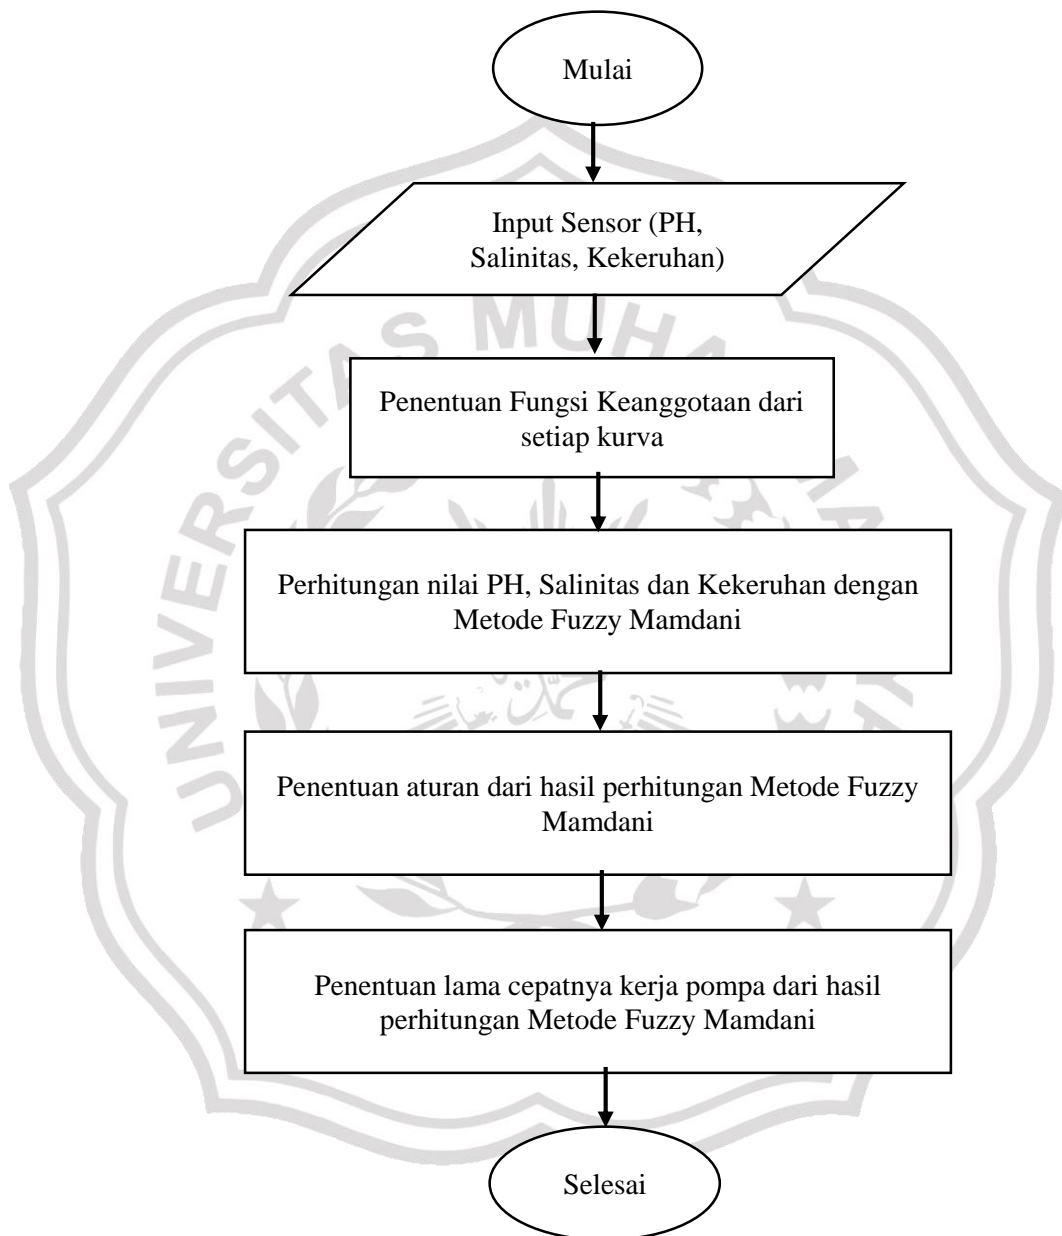 Mulai
Input Sensor (PH,
Salinitas, Kekeruhan)
UNIVERSITAS MUHA
Penentuan Fungsi Keanggotaan dari
setiap kurva
Perhitungan nilai PH, Salinitas dan Kekeruhan dengan
Metode Fuzzy Mamdani
Penentuan aturan dari hasil perhitungan Metode Fuzzy
Mamdani
Penentuan lama cepatnya kerja pompa dari hasil
perhitungan Metode Fuzzy Mamdani
Selesai